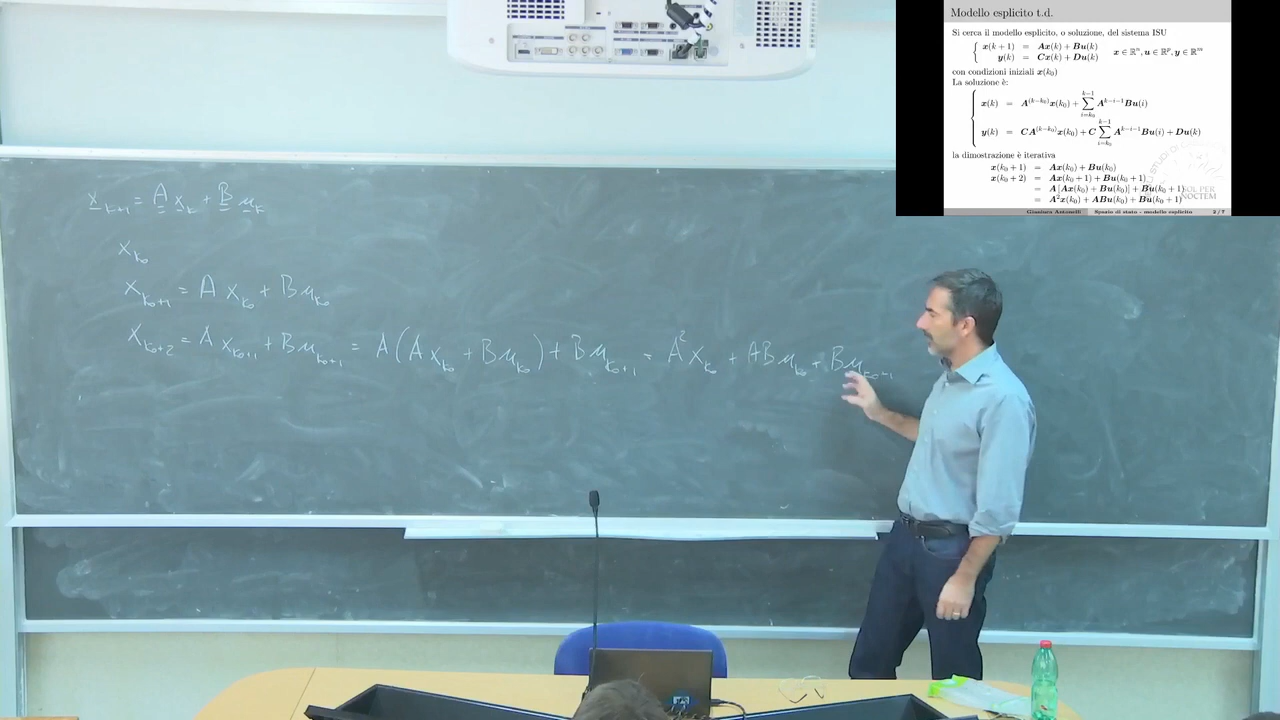 Modello esplicito t.d.
Si cerca il modello esplicito, o soluzione, del sistema ISU
x(k + 1) = Ax(k) + Bu(k)
y(k) = Cx(k) + Du(k)
x ∈ ℝⁿ, u ∈ ℝᵖ, y ∈ ℝᵐ
con condizioni iniziali x(k₀)
La soluzione è:
x(k) = A^(k−k₀) x(k₀) + ∑_{i=k₀}^{k−1} A^{k−i−1} Bu(i)
y(k) = CA^(k−k₀) x(k₀) + C ∑_{i=k₀}^{k−1} A^{k−i−1} Bu(i) + Du(k)
la dimostrazione è iterativa
x(k₀ + 1) = Ax(k₀) + Bu(k₀)
x(k₀ + 2) = Ax(k₀ + 1) + Bu(k₀ + 1)
= A [Ax(k₀) + Bu(k₀)] + Bu(k₀ + 1)
= A²x(k₀) + ABu(k₀) + Bu(k₀ + 1)
SOL PER NOCTEM
Gianluca Antonelli Spazio di stato - modello esplicito 2 / 7
x_{k+1} = A x_k + B u_k
x_{k₀}
x_{k₀+1} = A x_{k₀} + B u_{k₀}
x_{k₀+2} = A x_{k₀+1} + B u_{k₀+1} = A(A x_{k₀} + B u_{k₀}) + B u_{k₀+1} = A² x_{k₀} + AB u_{k₀} + B u_{k₀+1}